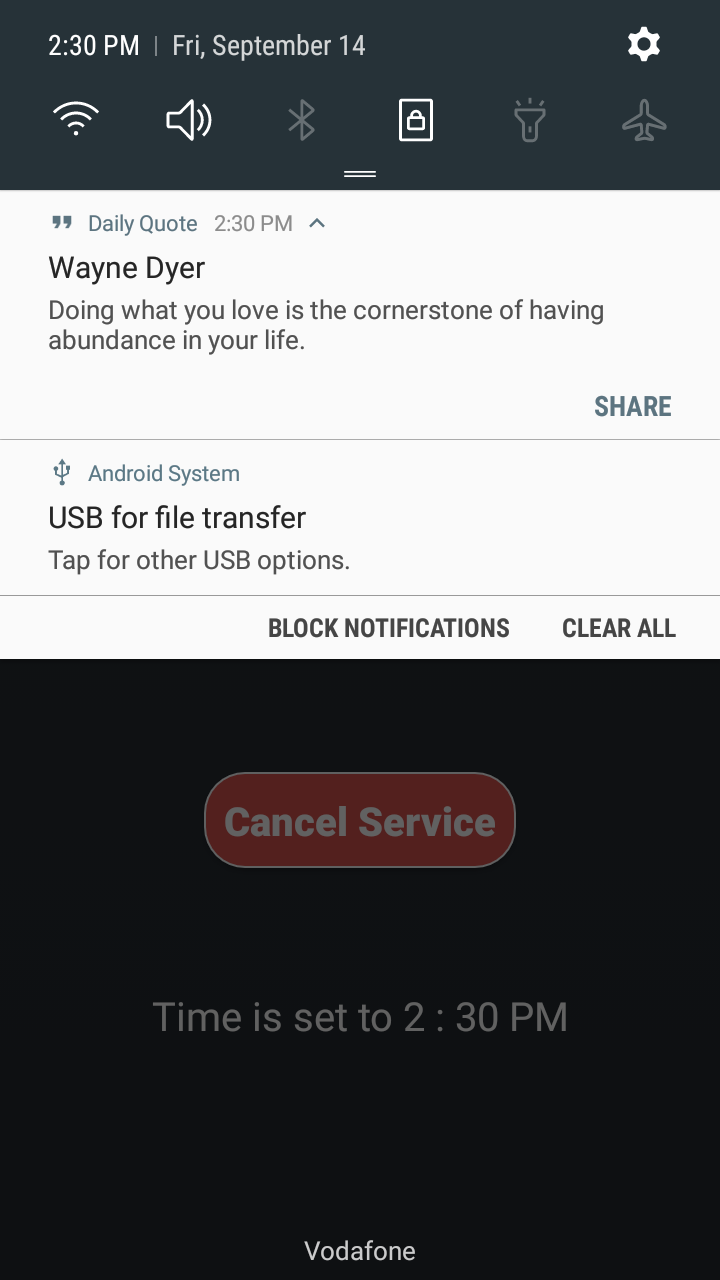 2:30 PM | Fri, September 14
Daily Quote 2:30 PM
Wayne Dyer
Doing what you love is the cornerstone of having
abundance in your life.
SHARE
Android System
USB for file transfer
Tap for other USB options.
BLOCK NOTIFICATIONS CLEAR ALL
Cancel Service
Time is set to 2 : 30 PM
Vodafone